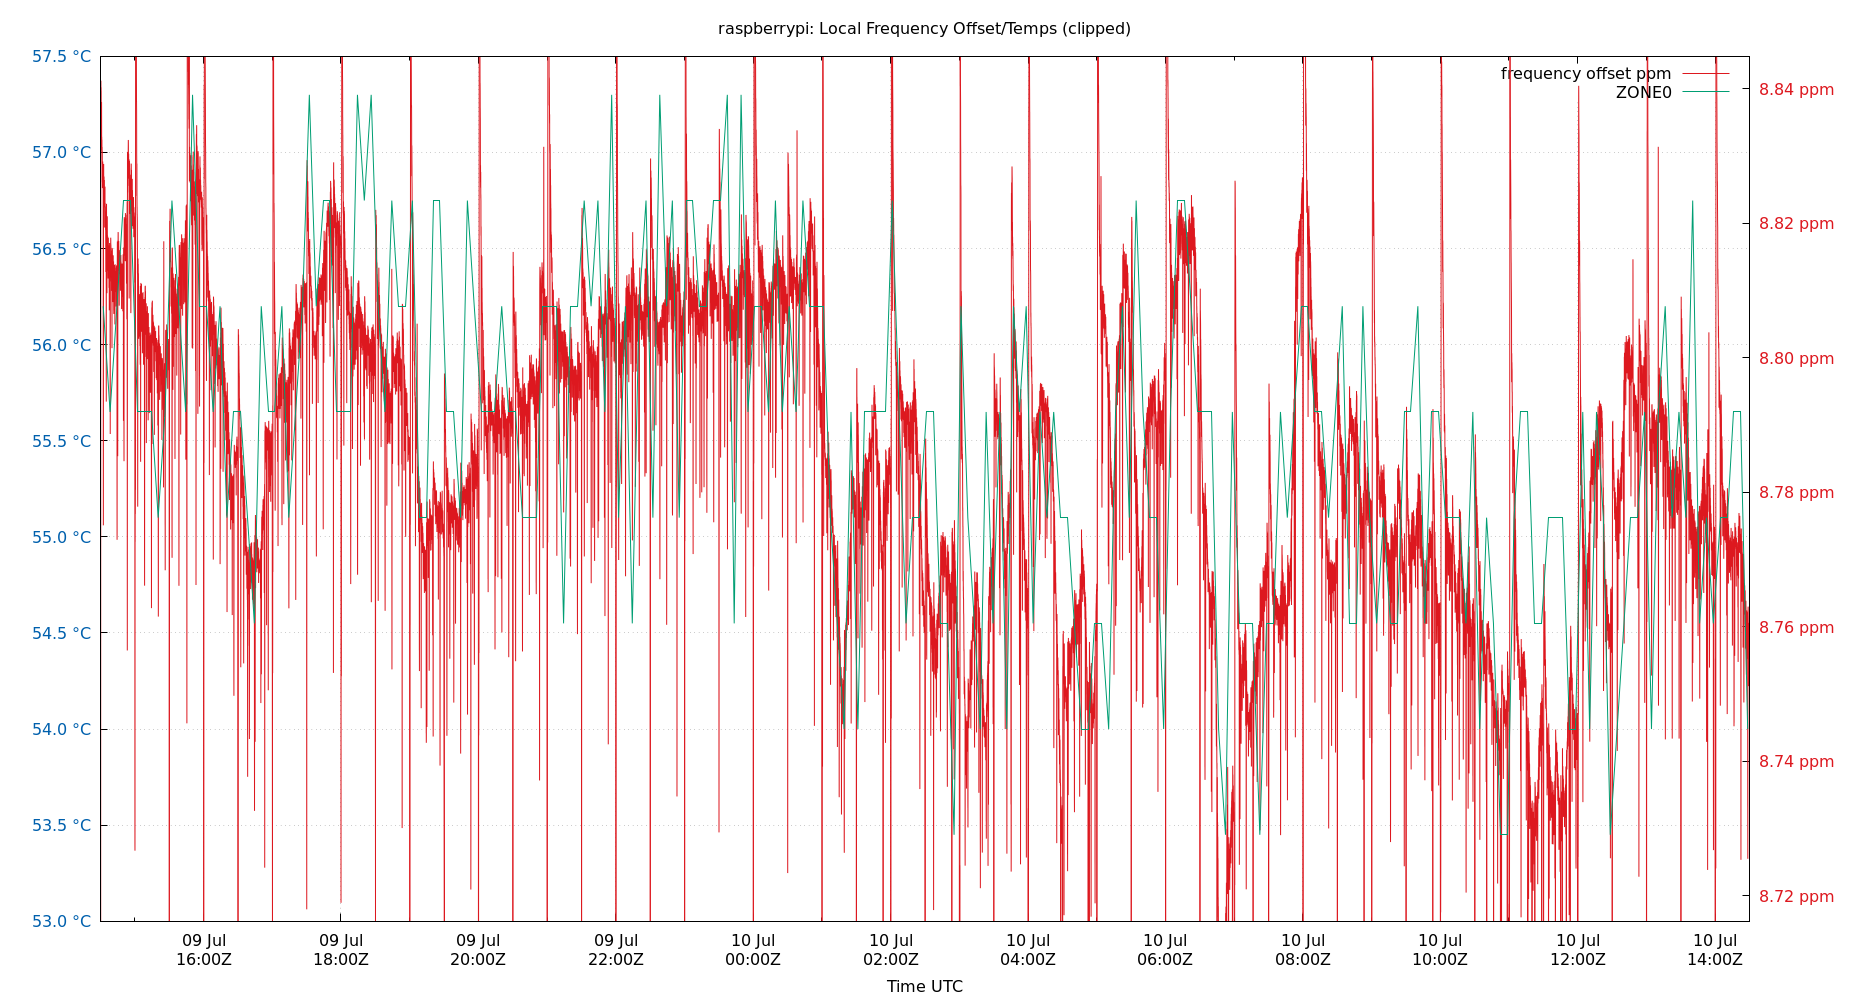 raspberrypi: Local Frequency Offset/Temps (clipped)
57.5 °C
57.0 °C
56.5 °C
56.0 °C
55.5 °C
55.0 °C
54.5 °C
54.0 °C
53.5 °C
53.0 °C
frequency offset ppm
ZONE0
8.84 ppm
8.82 ppm
8.80 ppm
8.78 ppm
8.76 ppm
8.74 ppm
8.72 ppm
09 Jul 09 Jul 09 Jul 09 Jul 10 Jul 10 Jul 10 Jul 10 Jul 10 Jul 10 Jul 10 Jul 10 Jul
16:00Z 18:00Z 20:00Z 22:00Z 00:00Z 02:00Z 04:00Z 06:00Z 08:00Z 10:00Z 12:00Z 14:00Z
Time UTC